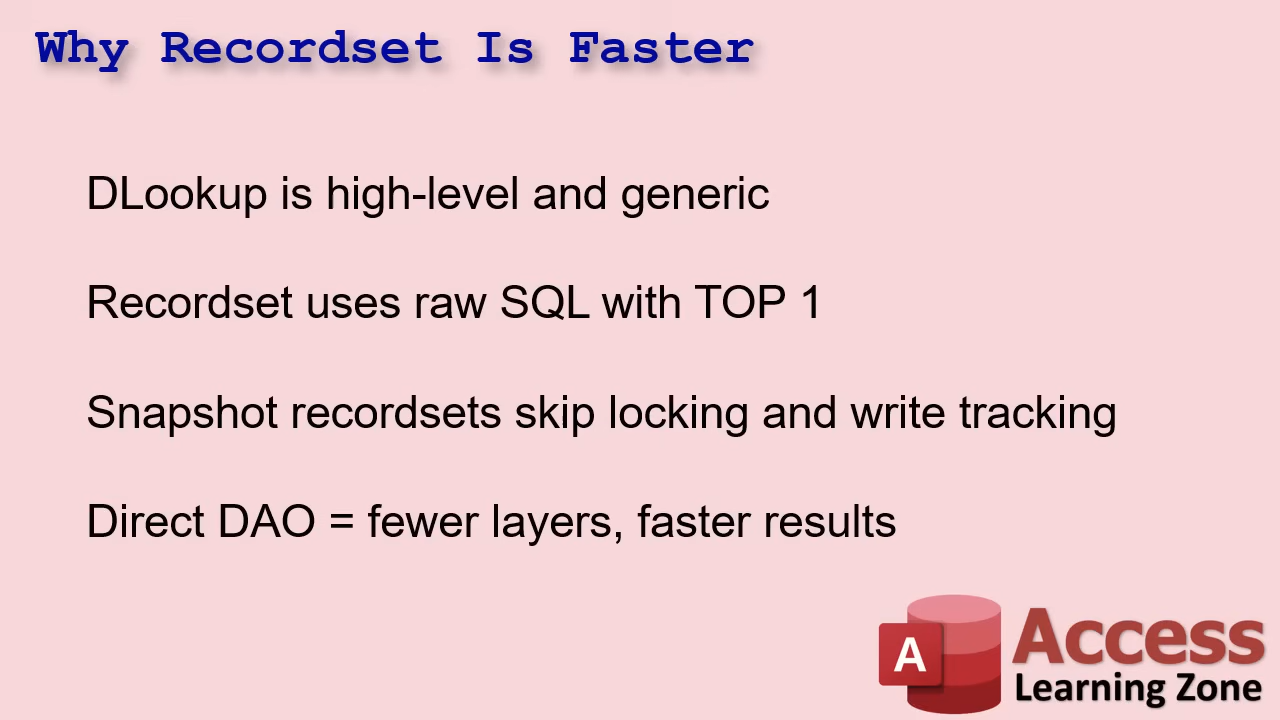 Why Recordset Is Faster
DLookup is high-level and generic
Recordset uses raw SQL with TOP 1
Snapshot recordsets skip locking and write tracking
Direct DAO = fewer layers, faster results
A
Access
Learning Zone